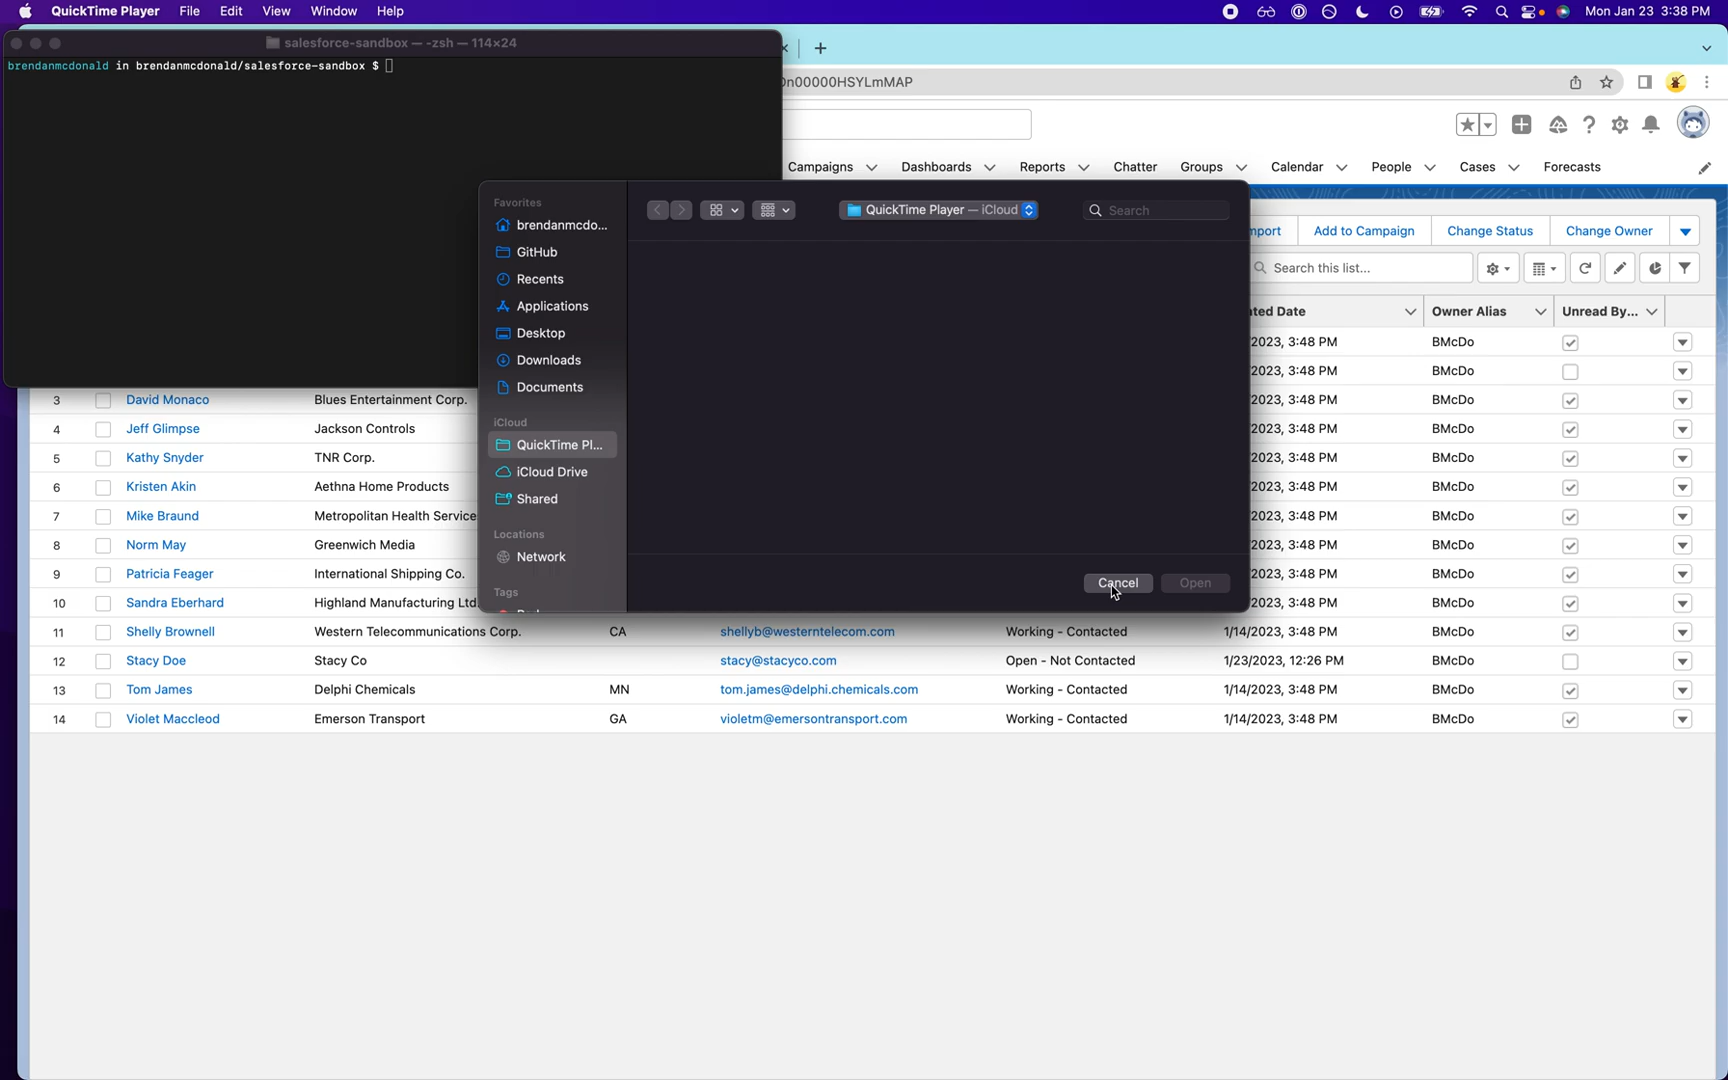 QuickTime Player File Edit View Window Help
Mon Jan 23 3:38 PM
salesforce-sandbox — -zsh — 114×24
brendanmcdonald in brendanmcdonald/salesforce-sandbox $
n00000HSYLmMAP
Campaigns Dashboards Reports Chatter Groups Calendar People Cases Forecasts
Add to Campaign Change Status Change Owner
Search this list...
Owner Alias Unread By...
Favorites
brendanmcdo...
GitHub
Recents
Applications
Desktop
Downloads
Documents
iCloud
QuickTime Pl...
iCloud Drive
Shared
Locations
Network
Tags
QuickTime Player — iCloud
Search
Cancel Open
2023, 3:48 PM BMcDo
2023, 3:48 PM BMcDo
3 David Monaco Blues Entertainment Corp. 2023, 3:48 PM BMcDo
4 Jeff Glimpse Jackson Controls 2023, 3:48 PM BMcDo
5 Kathy Snyder TNR Corp. 2023, 3:48 PM BMcDo
6 Kristen Akin Aethna Home Products 2023, 3:48 PM BMcDo
7 Mike Braund Metropolitan Health Service 2023, 3:48 PM BMcDo
8 Norm May Greenwich Media 2023, 3:48 PM BMcDo
9 Patricia Feager International Shipping Co. 2023, 3:48 PM BMcDo
10 Sandra Eberhard Highland Manufacturing Ltd. 2023, 3:48 PM BMcDo
11 Shelly Brownell Western Telecommunications Corp. CA shellyb@westerntelecom.com Working - Contacted 1/14/2023, 3:48 PM BMcDo
12 Stacy Doe Stacy Co stacy@stacyco.com Open - Not Contacted 1/23/2023, 12:26 PM BMcDo
13 Tom James Delphi Chemicals MN tom.james@delphi.chemicals.com Working - Contacted 1/14/2023, 3:48 PM BMcDo
14 Violet Maccleod Emerson Transport GA violetm@emersontransport.com Working - Contacted 1/14/2023, 3:48 PM BMcDo